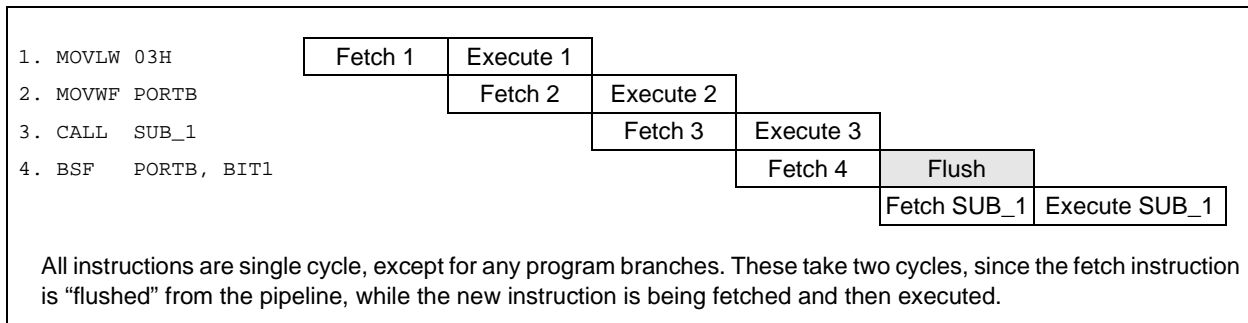 1. MOVLW 03H Fetch 1 Execute 1
2. MOVWF PORTB Fetch 2 Execute 2
3. CALL SUB_1 Fetch 3 Execute 3
4. BSF PORTB, BIT1 Fetch 4 Flush
Fetch SUB_1 Execute SUB_1
All instructions are single cycle, except for any program branches. These take two cycles, since the fetch instruction
is “flushed” from the pipeline, while the new instruction is being fetched and then executed.